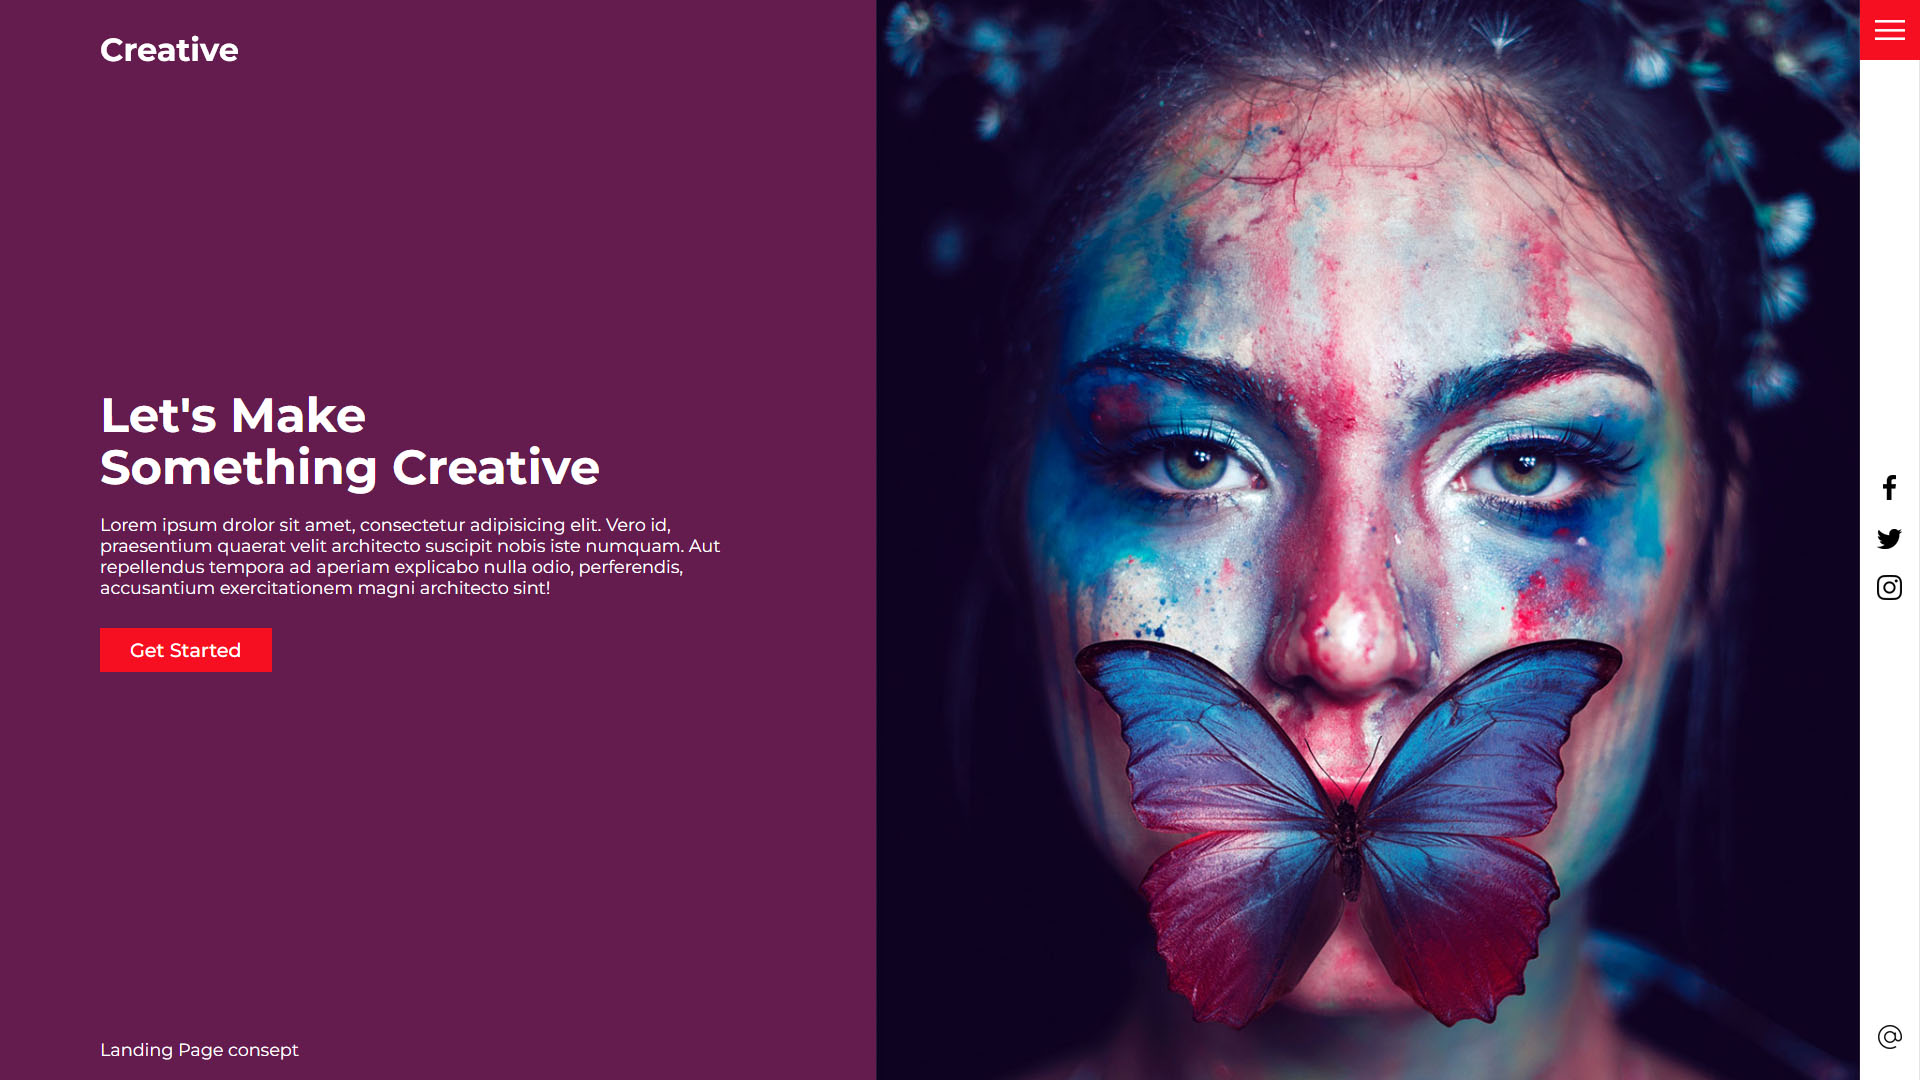 Creative
Let's Make
Something Creative
Lorem ipsum drolor sit amet, consectetur adipisicing elit. Vero id,
praesentium quaerat velit architecto suscipit nobis iste numquam. Aut
repellendus tempora ad aperiam explicabo nulla odio, perferendis,
accusantium exercitationem magni architecto sint!
Get Started
Landing Page consept
@